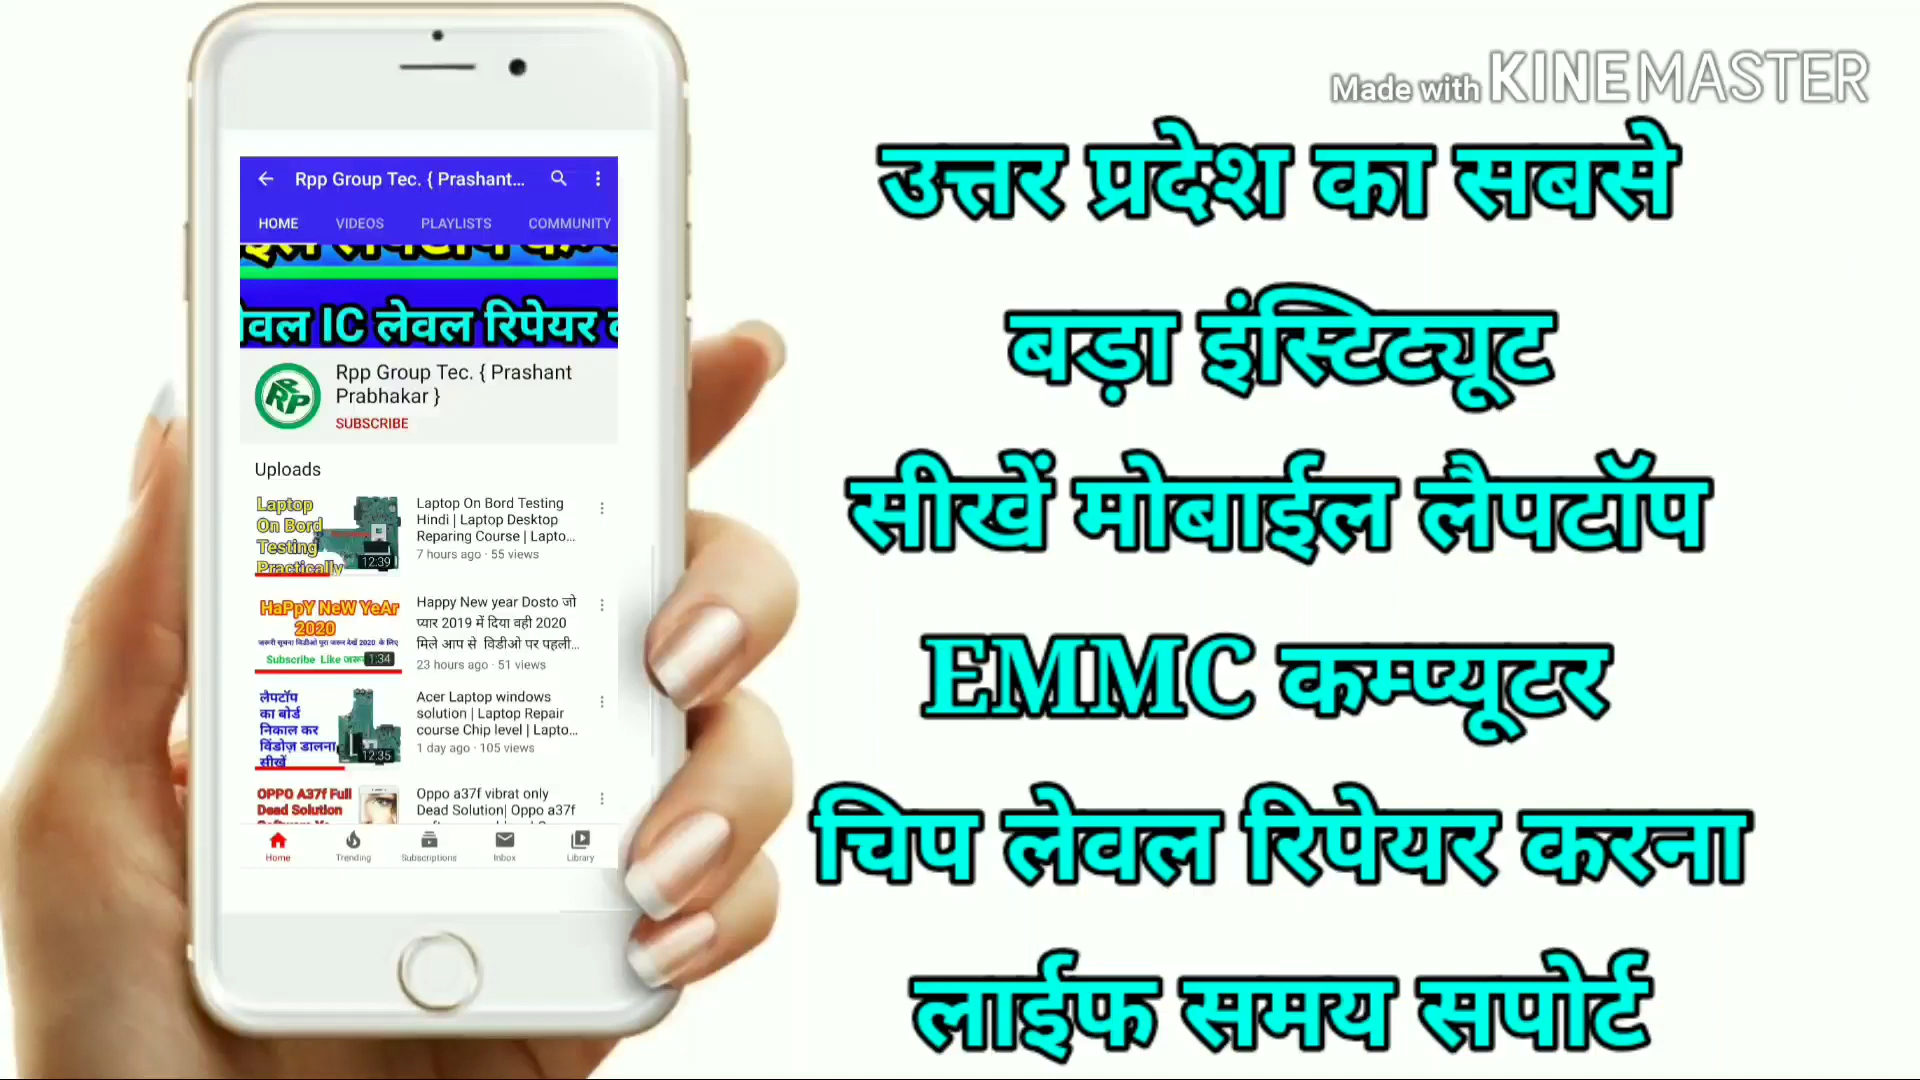 Made with KINEMASTER
उत्तर प्रदेश का सबसे
बड़ा इंस्टिट्यूट
सीखें मोबाईल लैपटॉप
EMMC कम्प्यूटर
चिप लेवल रिपेयर करना
लाईफ समय सपोर्ट
Rpp Group Tec. { Prashant...
HOME VIDEOS PLAYLISTS COMMUNITY
वल IC लेवल रिपेयर
Rpp Group Tec. { Prashant
Prabhakar }
SUBSCRIBE
Uploads
Laptop
On Bord
Testing
Practically
12:39
Laptop On Bord Testing
Hindi | Laptop Desktop
Reparing Course | Lapto...
7 hours ago · 55 views
HaPpY NeW YeAr
2020
जरूरी सूचना विडीओ पूरा जरूर देखें 2020 के लिए
Subscribe Like जरूर
1:34
Happy New year Dosto जो
प्यार 2019 में दिया वही 2020
मिले आप से विडीओ पर पहली...
23 hours ago · 51 views
लैपटॉप
का बोर्ड
निकाल कर
विंडोज़ डालना
सीखें
12:35
Acer Laptop windows
solution | Laptop Repair
course Chip level | Lapto...
1 day ago · 105 views
OPPO A37f Full
Dead Solution
Oppo a37f vibrat only
Dead Solution| Oppo a37f
Home Trending Subscriptions Inbox Library